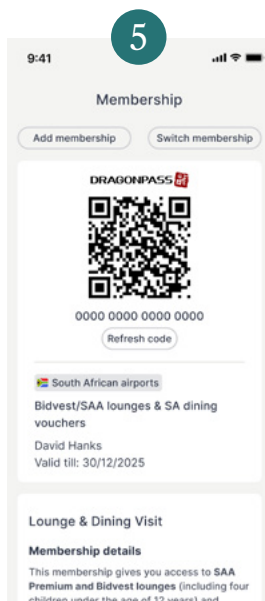 5
9:41
Membership
Add membership Switch membership
DRAGONPASS
0000 0000 0000 0000
Refresh code
South African airports
Bidvest/SAA lounges & SA dining
vouchers
David Hanks
Valid till: 30/12/2025
Lounge & Dining Visit
Membership details
This membership gives you access to SAA
Premium and Bidvest lounges (including four
children under the age of 12 years) and